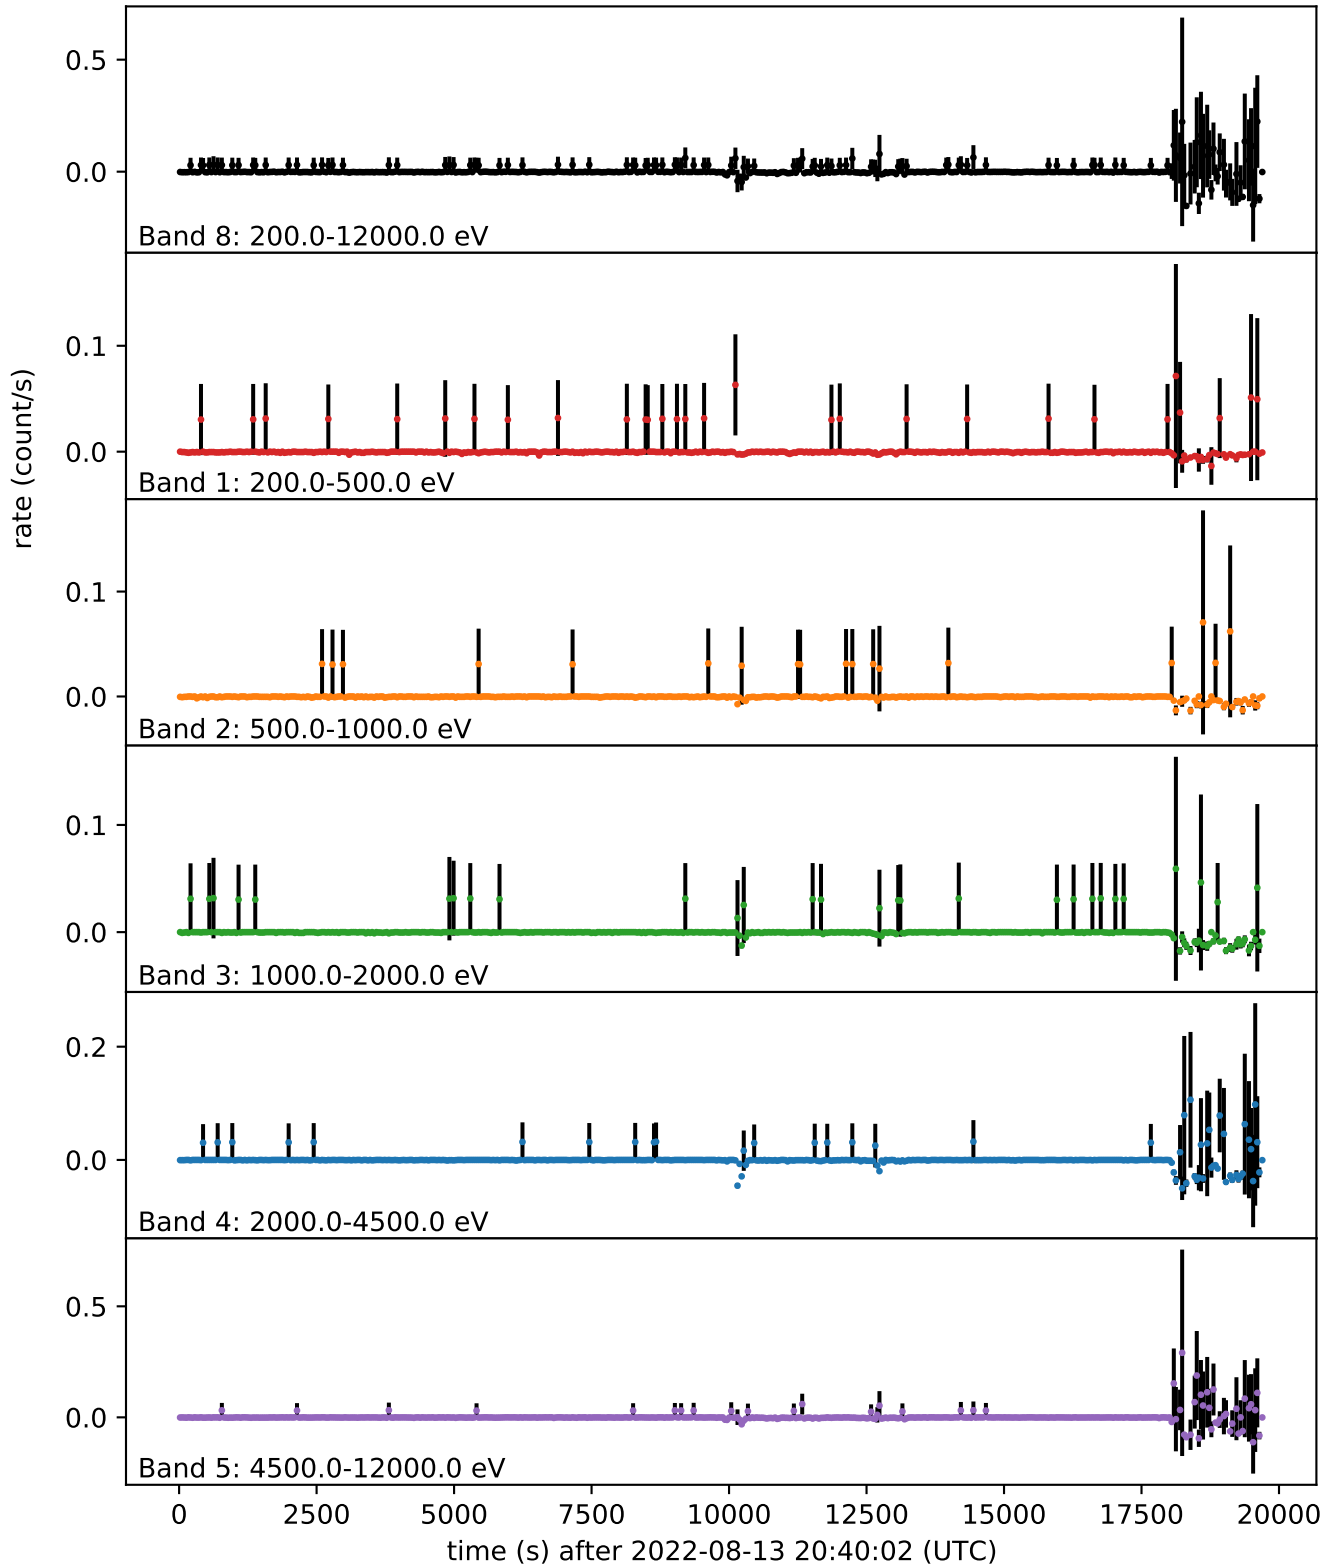 0.5
0.0
Band 8: 200.0-12000.0 eV
0.1
0.0
Band 1: 200.0-500.0 eV
rate (count/s)
0.1
0.0
Band 2: 500.0-1000.0 eV
0.1
0.0
Band 3: 1000.0-2000.0 eV
0.2
0.0
Band 4: 2000.0-4500.0 eV
0.5
0.0
Band 5: 4500.0-12000.0 eV
0 2500 5000 7500 10000 12500 15000 17500 20000
time (s) after 2022-08-13 20:40:02 (UTC)